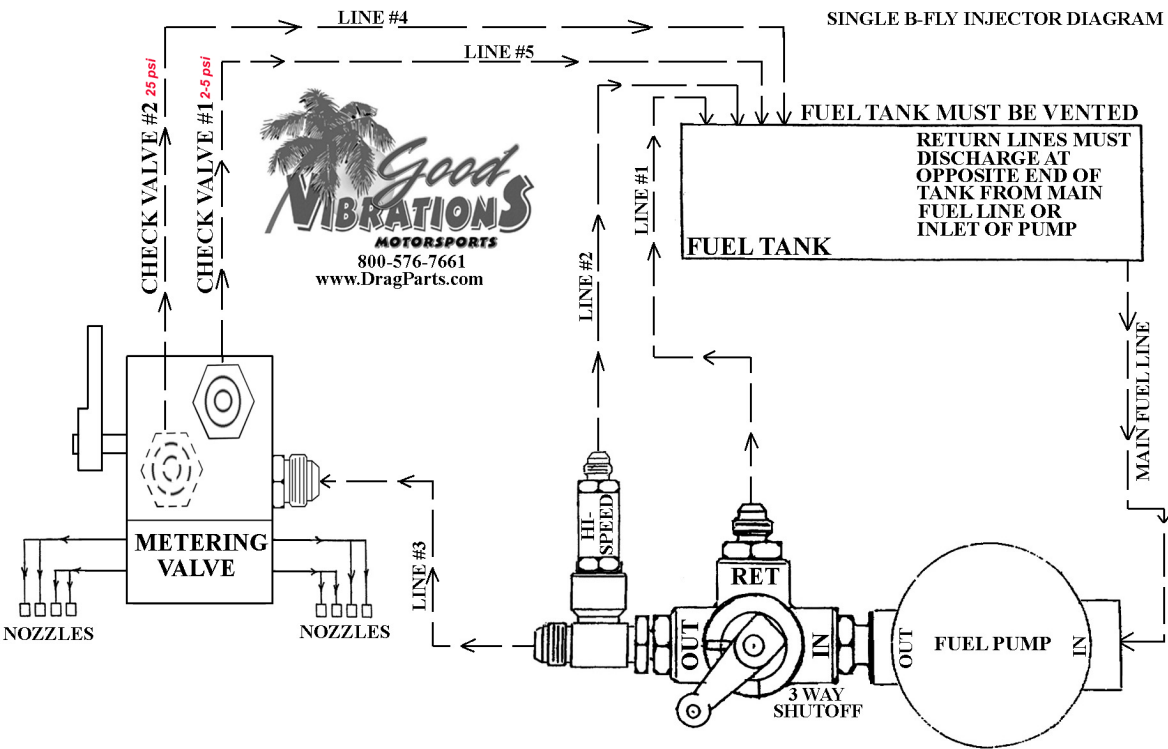 LINE #4
SINGLE B-FLY INJECTOR DIAGRAM
LINE #5
CHECK VALVE #2 25 psi
CHECK VALVE #1 2-5 psi
FUEL TANK MUST BE VENTED
RETURN LINES MUST
DISCHARGE AT
OPPOSITE END OF
TANK FROM MAIN
FUEL LINE OR
INLET OF PUMP
FUEL TANK
Good
VIBRATIONS
MOTORSPORTS
800-576-7661
www.DragParts.com
LINE #1
LINE #2
MAIN FUEL LINE
HI-
SPEED
METERING
VALVE
LINE #3
RET
NOZZLES
NOZZLES
OUT
IN
OUT
FUEL PUMP
IN
3 WAY
SHUTOFF